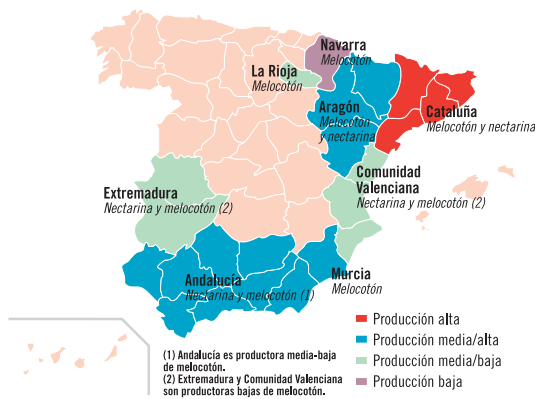 Navarra
Melocotón
La Rioja
Melocotón
Aragón
Melocotón
y nectarina
Cataluña
Melocotón y nectarina
Comunidad
Valenciana
Nectarina y melocotón (2)
Extremadura
Nectarina y melocotón (2)
Andalucía
Nectarina y melocotón (1)
Murcia
Melocotón
Producción alta
Producción media/alta
Producción media/baja
Producción baja
(1) Andalucía es productora media-baja
de melocotón.
(2) Extremadura y Comunidad Valenciana
son productoras bajas de melocotón.